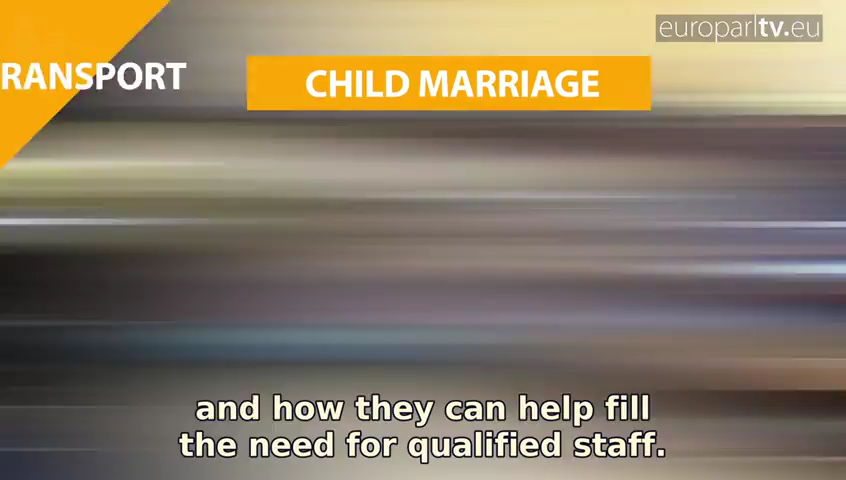 europarltv.eu
RANSPORT
CHILD MARRIAGE
and how they can help fill
the need for qualified staff.